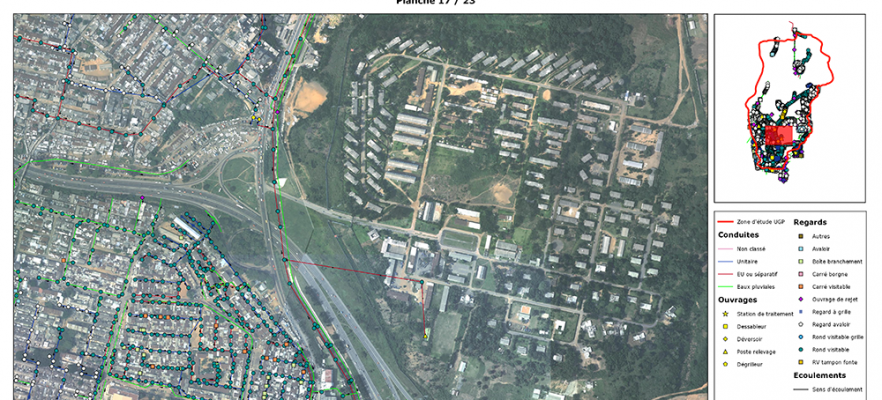 Planche 17 / 23
Zone d'étude UGP
Conduites
Non classé
Unitaire
EU ou séparatif
Eaux pluviales
Ouvrages
Station de traitement
Dessableur
Déversoir
Poste relevage
Dégrilleur
Regards
Autres
Avaloir
Boîte branchement
Carré borgne
Carré visitable
Ouvrage de rejet
Regard à grille
Regard avaloir
Rond visitable grille
Rond visitable
RV tampon fonte
Ecoulements
Sens d'écoulement